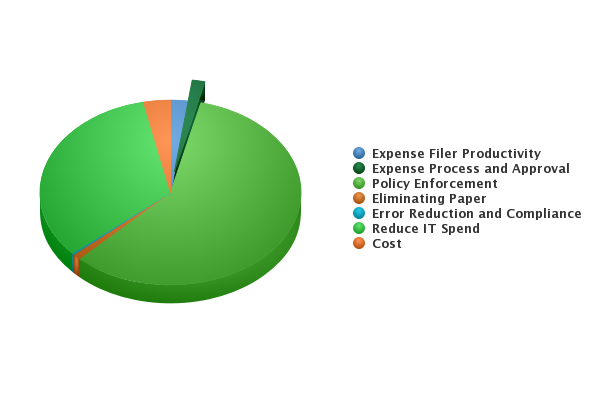 Expense Filer Productivity
Expense Process and Approval
Policy Enforcement
Eliminating Paper
Error Reduction and Compliance
Reduce IT Spend
Cost